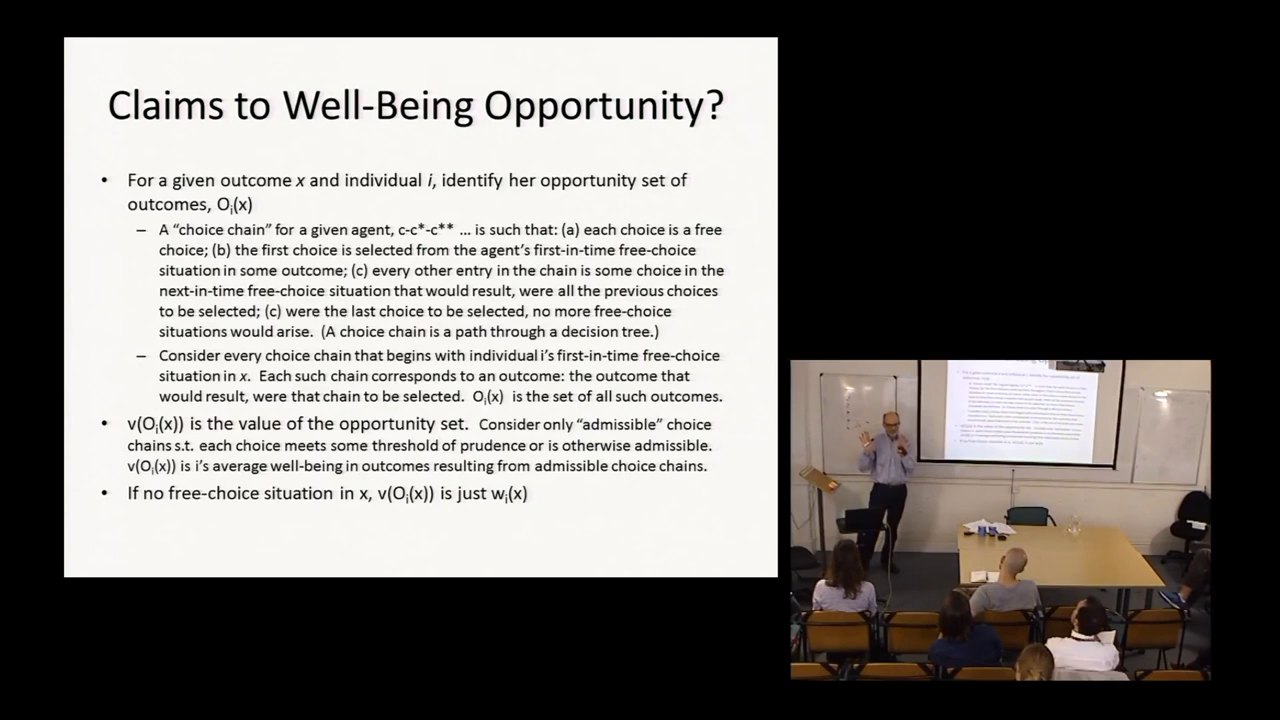 Claims to Well-Being Opportunity?
• For a given outcome x and individual i, identify her opportunity set of
outcomes, Oi(x)
– A “choice chain” for a given agent, c-c*-c** ... is such that: (a) each choice is a free
choice; (b) the first choice is selected from the agent’s first-in-time free-choice
situation in some outcome; (c) every other entry in the chain is some choice in the
next-in-time free-choice situation that would result, were all the previous choices
to be selected; (c) were the last choice to be selected, no more free-choice
situations would arise. (A choice chain is a path through a decision tree.)
– Consider every choice chain that begins with individual i’s first-in-time free-choice
situation in x. Each such chain corresponds to an outcome: the outcome that
would result, were that chain to be selected. Oi(x) is the set of all such outcomes.
• v(Oi(x)) is the value of the opportunity set. Consider only “admissible” choice
chains s.t. each choice meets some threshold of prudence or is otherwise admissible.
v(Oi(x)) is i’s average well-being in outcomes resulting from admissible choice chains.
• If no free-choice situation in x, v(Oi(x)) is just wi(x)